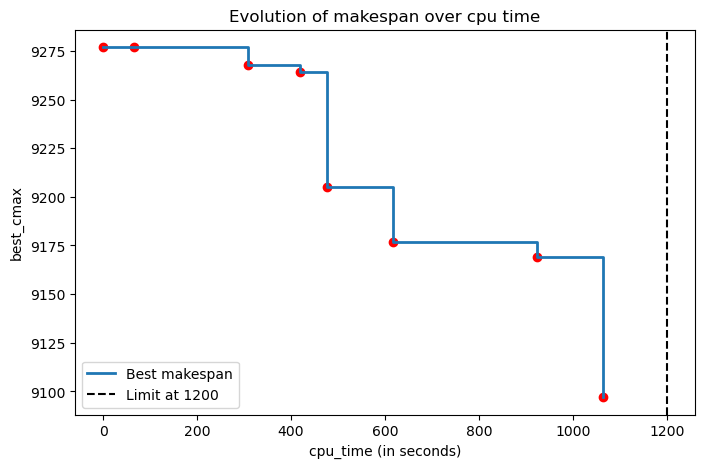 Evolution of makespan over cpu time
best_cmax
9275
9250
9225
9200
9175
9150
9125
9100
Best makespan
Limit at 1200
0 200 400 600 800 1000 1200
cpu_time (in seconds)